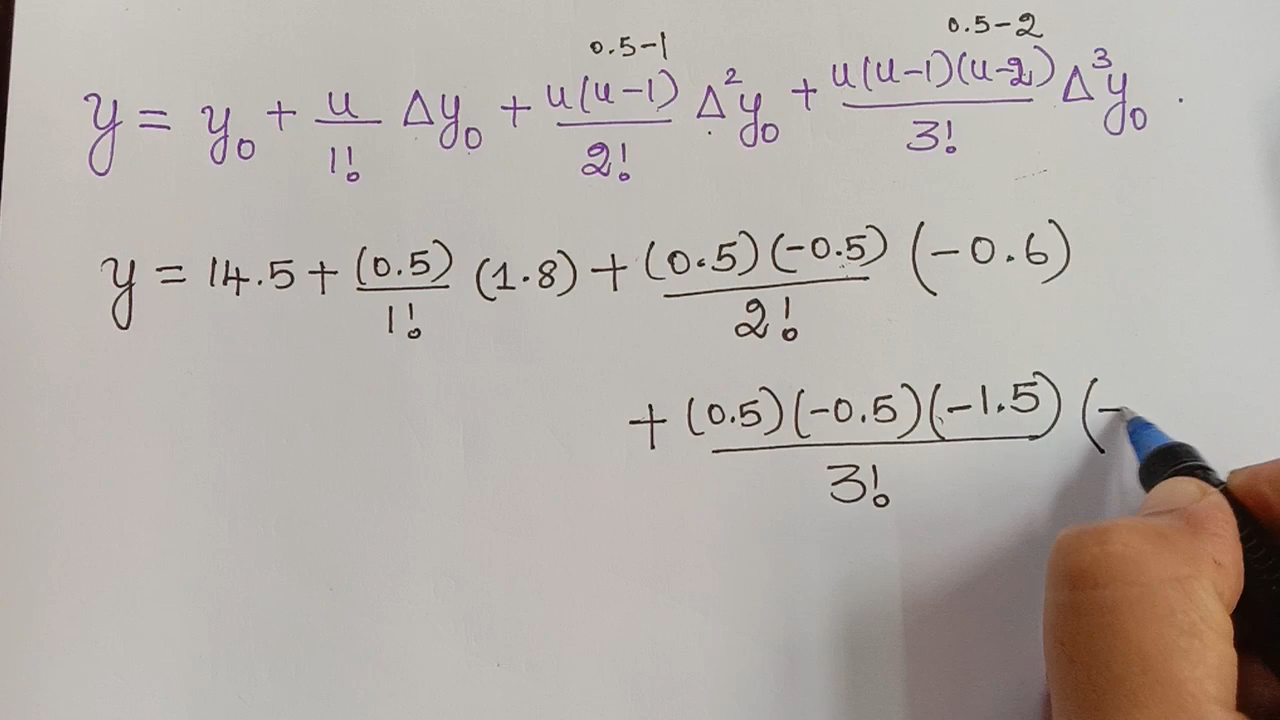 0.5-1 0.5-2
y = y₀ + u/1! Δy₀ + u(u-1)/2! Δ²y₀ + u(u-1)(u-2)/3! Δ³y₀ .
y = 14.5 + (0.5)/1! (1.8) + (0.5)(-0.5)/2! (-0.6)
+ (0.5)(-0.5)(-1.5)/3! (-